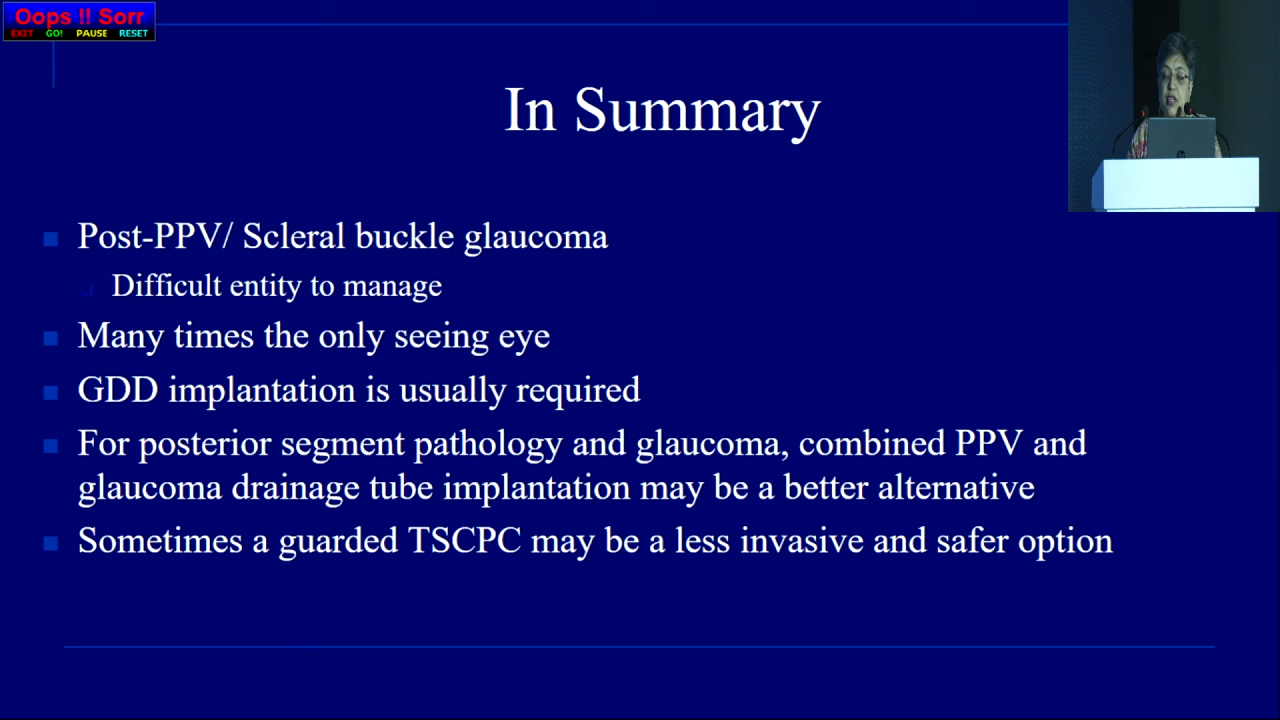 Oops !! Sorr
EXIT GO! PAUSE RESET
In Summary
Post-PPV/ Scleral buckle glaucoma
Difficult entity to manage
Many times the only seeing eye
GDD implantation is usually required
For posterior segment pathology and glaucoma, combined PPV and
glaucoma drainage tube implantation may be a better alternative
Sometimes a guarded TSCPC may be a less invasive and safer option